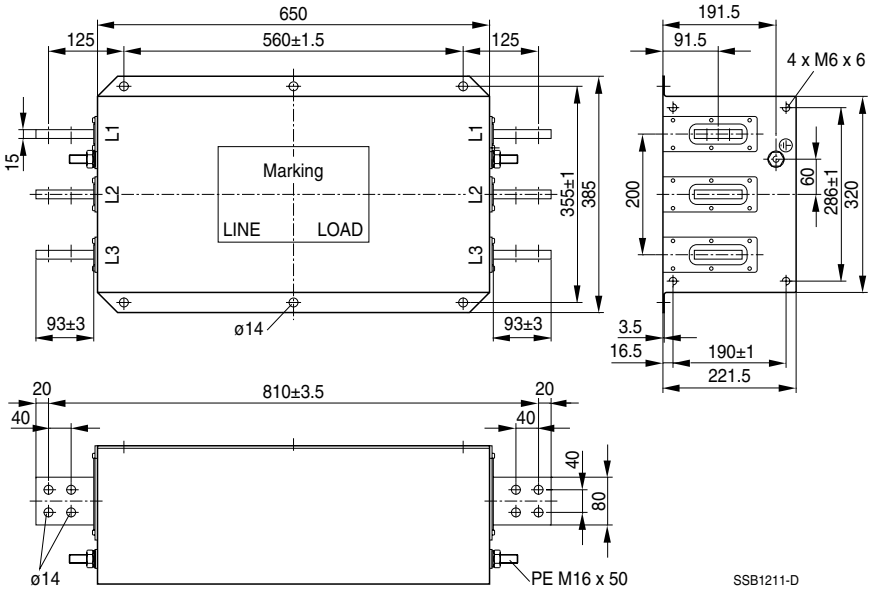 650
125
560±1.5
125
L1
L1
15
Marking
L2
L2
LINE LOAD
L3
L3
355±1
385
93±3
ø14
93±3
191.5
91.5
4 x M6 x 6
200
60
286±1
320
3.5
16.5
190±1
221.5
20
810±3.5
20
40
40
40
80
ø14
PE M16 x 50
SSB1211-D